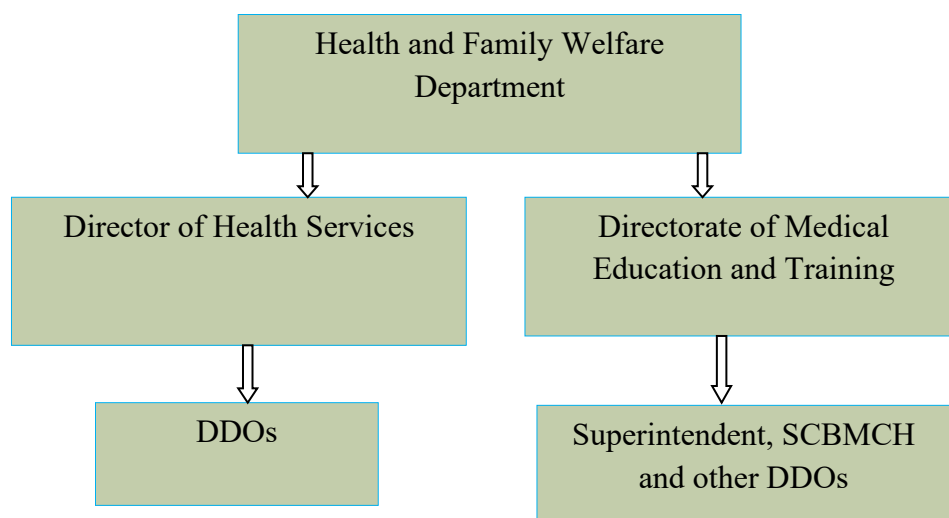 Health and Family Welfare
Department
Director of Health Services
Directorate of Medical
Education and Training
DDOs
Superintendent, SCBMCH
and other DDOs